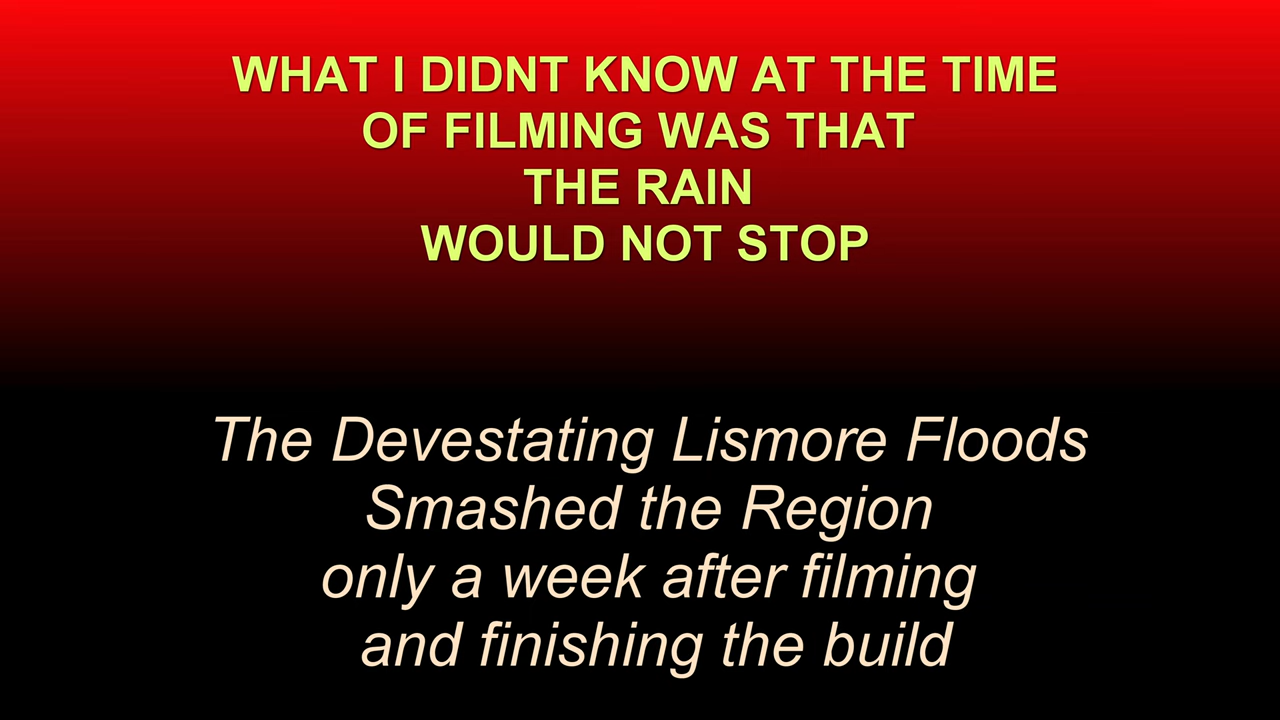 WHAT I DIDNT KNOW AT THE TIME
OF FILMING WAS THAT
THE RAIN
WOULD NOT STOP
The Devestating Lismore Floods
Smashed the Region
only a week after filming
and finishing the build